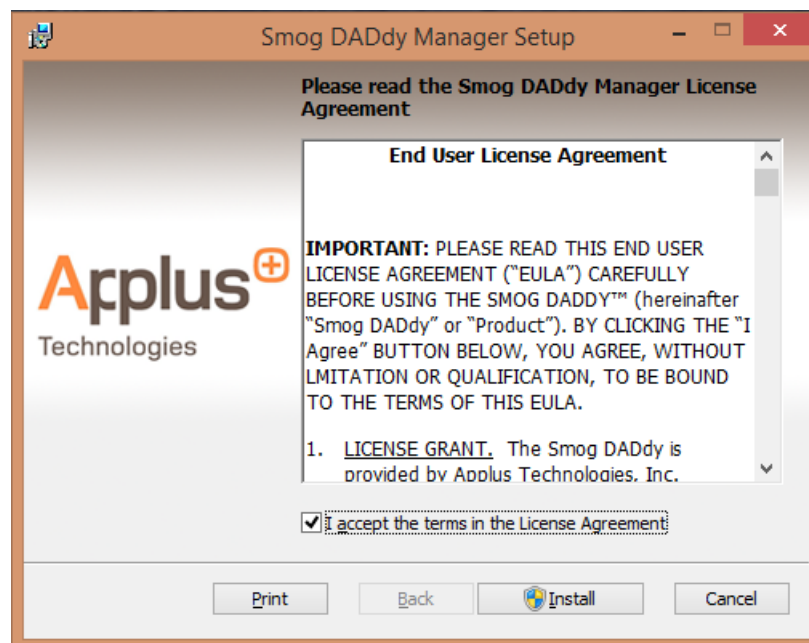 Smog DADdy Manager Setup
Please read the Smog DADdy Manager License
Agreement
End User License Agreement
IMPORTANT: PLEASE READ THIS END USER
LICENSE AGREEMENT (“EULA”) CAREFULLY
BEFORE USING THE SMOG DADDY™ (hereinafter
“Smog DADdy” or “Product”). BY CLICKING THE “I
Agree” BUTTON BELOW, YOU AGREE, WITHOUT
LMITATION OR QUALIFICATION, TO BE BOUND
TO THE TERMS OF THIS EULA.
1. LICENSE GRANT. The Smog DADdy is
provided by Applus Technologies, Inc.
Applus+
Technologies
I accept the terms in the License Agreement
Print
Back
Install
Cancel